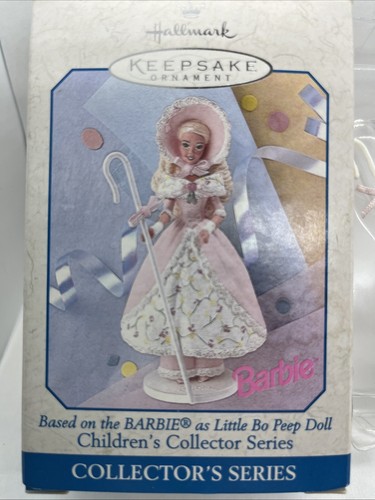 Hallmark
KEEPSAKE
ORNAMENT
Barbie
Based on the BARBIE® as Little Bo Peep Doll
Children's Collector Series
COLLECTOR'S SERIES